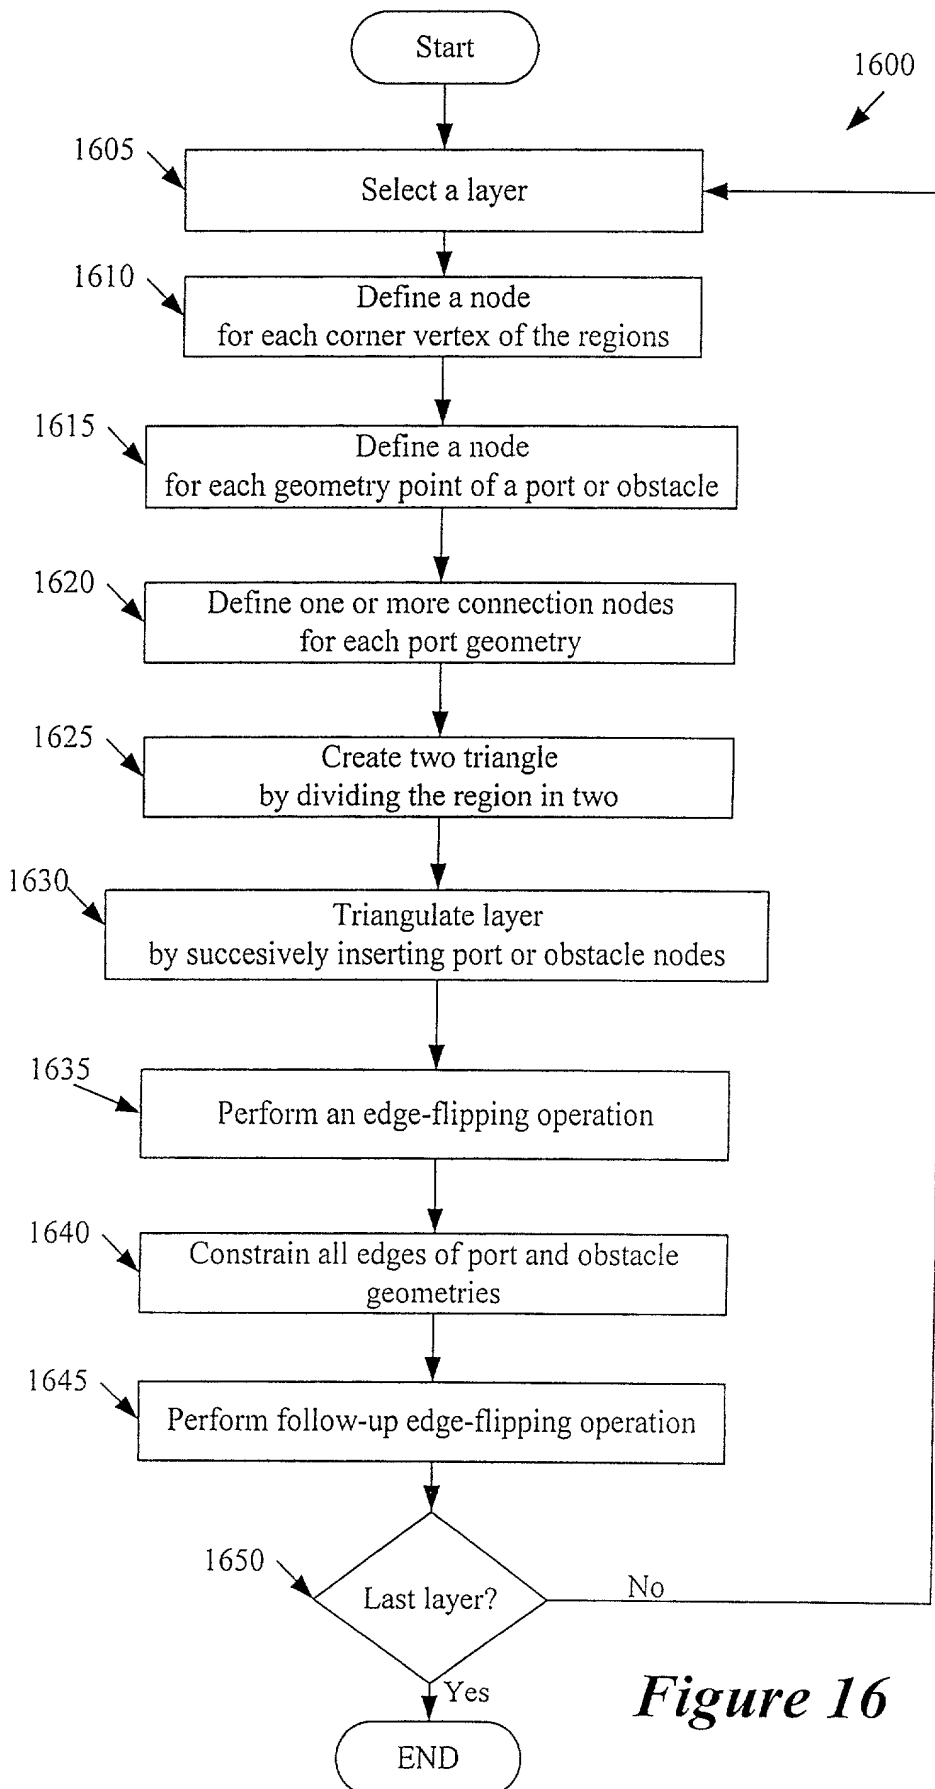 Start
1600
1605
Select a layer
1610
Define a node
for each corner vertex of the regions
1615
Define a node
for each geometry point of a port or obstacle
1620
Define one or more connection nodes
for each port geometry
1625
Create two triangle
by dividing the region in two
1630
Triangulate layer
by succesively inserting port or obstacle nodes
1635
Perform an edge-flipping operation
1640
Constrain all edges of port and obstacle
geometries
1645
Perform follow-up edge-flipping operation
1650
Last layer?
No
Yes
Figure 16
END